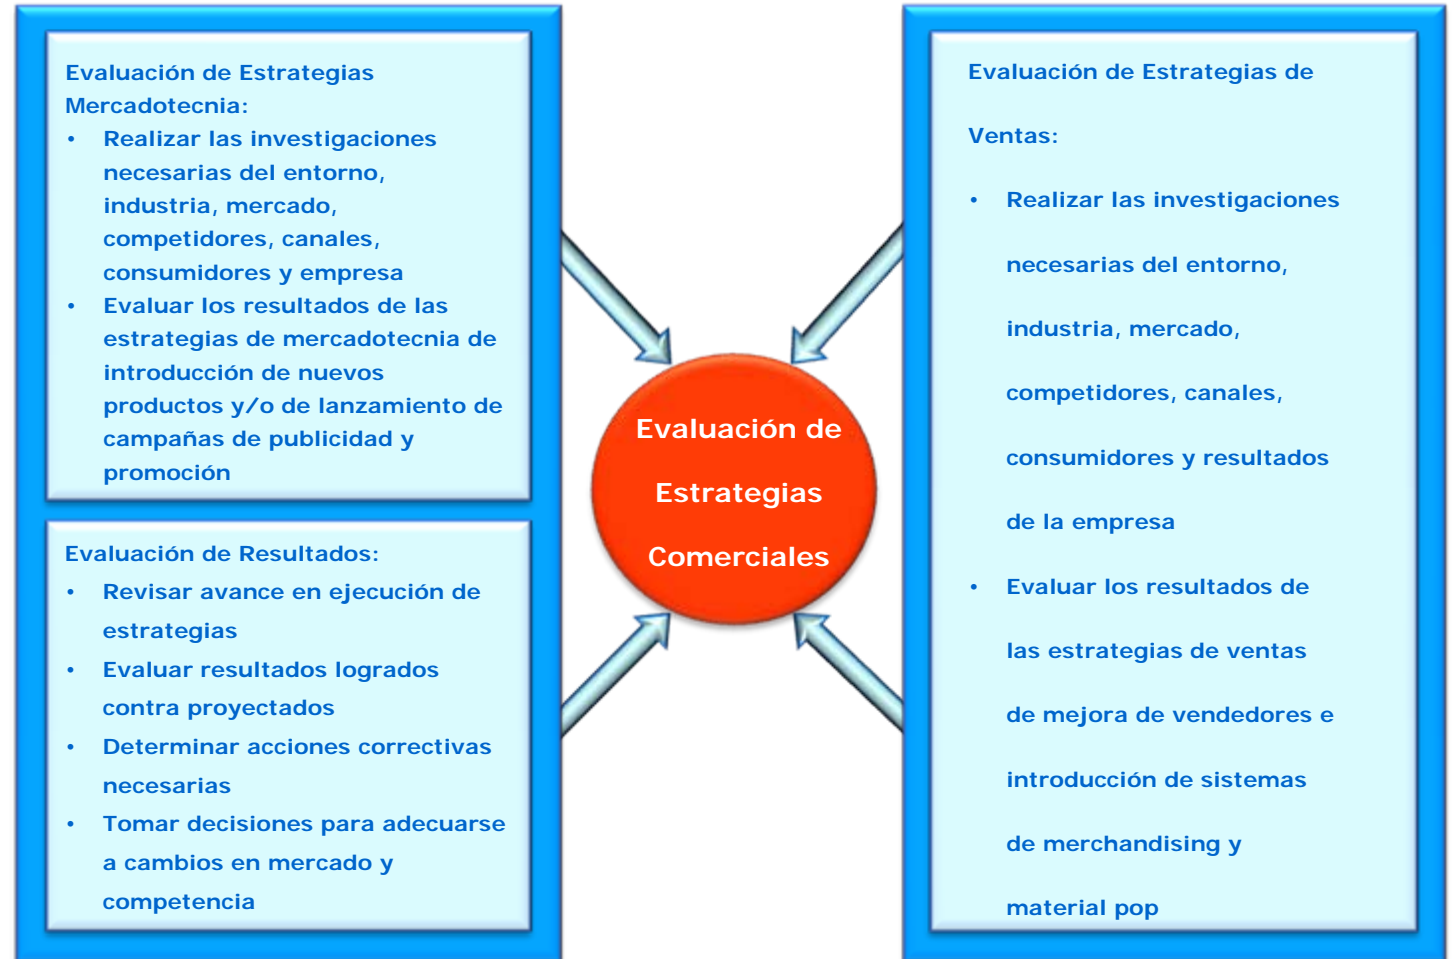 Evaluación de Estrategias
Mercadotecnia:
• Realizar las investigaciones
necesarias del entorno,
industria, mercado,
competidores, canales,
consumidores y empresa
• Evaluar los resultados de las
estrategias de mercadotecnia de
introducción de nuevos
productos y/o de lanzamiento de
campañas de publicidad y
promoción
Evaluación de Resultados:
• Revisar avance en ejecución de
estrategias
• Evaluar resultados logrados
contra proyectados
• Determinar acciones correctivas
necesarias
• Tomar decisiones para adecuarse
a cambios en mercado y
competencia
Evaluación de
Estrategias
Comerciales
Evaluación de Estrategias de
Ventas:
• Realizar las investigaciones
necesarias del entorno,
industria, mercado,
competidores, canales,
consumidores y resultados
de la empresa
• Evaluar los resultados de
las estrategias de ventas
de mejora de vendedores e
introducción de sistemas
de merchandising y
material pop